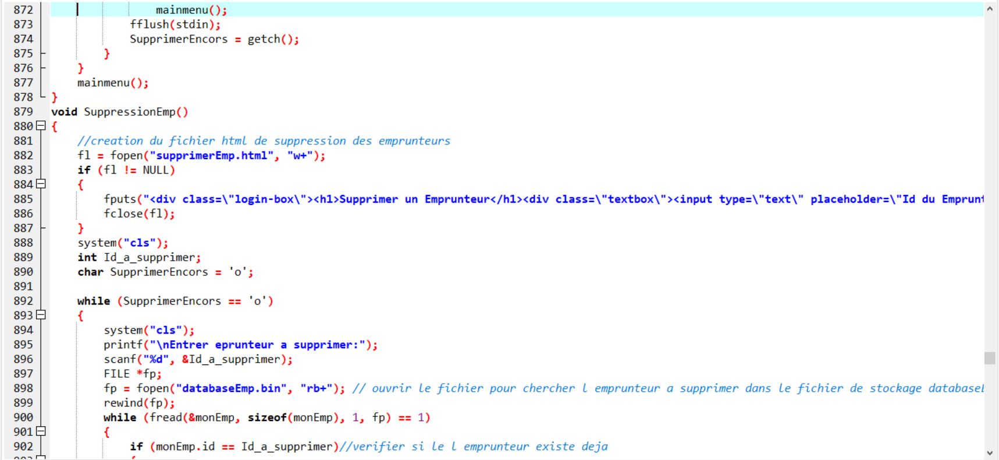 872 mainmenu();
873 fflush(stdin);
874 SupprimerEncors = getch();
875 }
876 }
877 mainmenu();
878 }
879 void SuppressionEmp()
880 {
881 //creation du fichier html de suppression des emprunteurs
882 fl = fopen("supprimerEmp.html", "w+");
883 if (fl != NULL)
884 {
885 fputs("<div class=\"login-box\"><h1>Supprimer un Emprunteur</h1><div class=\"textbox\"><input type=\"text\" placeholder=\"Id du Emprunt
886 fclose(fl);
887 }
888 system("cls");
889 int Id_a_supprimer;
890 char SupprimerEncors = 'o';
891
892 while (SupprimerEncors == 'o')
893 {
894 system("cls");
895 printf("\nEntrer eprunteur a supprimer:");
896 scanf("%d", &Id_a_supprimer);
897 FILE *fp;
898 fp = fopen("databaseEmp.bin", "rb+"); // ouvrir le fichier pour chercher l emprunteur a supprimer dans le fichier de stockage database
899 rewind(fp);
900 while (fread(&monEmp, sizeof(monEmp), 1, fp) == 1)
901 {
902 if (monEmp.id == Id_a_supprimer)//verifier si le l emprunteur existe deja